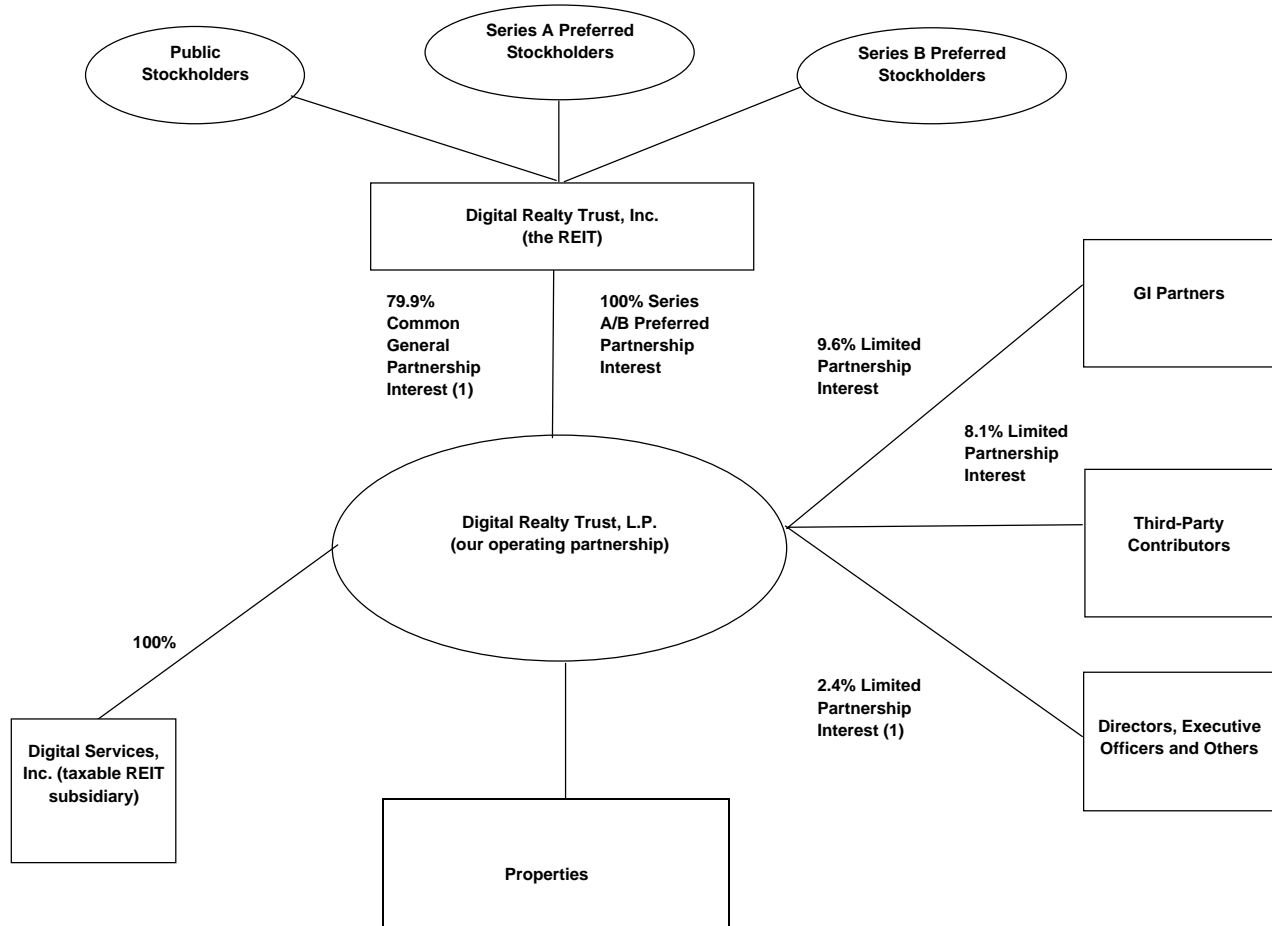 Public
Stockholders
Series A Preferred
Stockholders
Series B Preferred
Stockholders
Digital Realty Trust, Inc.
(the REIT)
79.9%
Common
General
Partnership
Interest (1)
100% Series
A/B Preferred
Partnership
Interest
GI Partners
9.6% Limited
Partnership
Interest
8.1% Limited
Partnership
Interest
Digital Realty Trust, L.P.
(our operating partnership)
Third-Party
Contributors
100%
2.4% Limited
Partnership
Interest (1)
Directors, Executive
Officers and Others
Digital Services,
Inc. (taxable REIT
subsidiary)
Properties